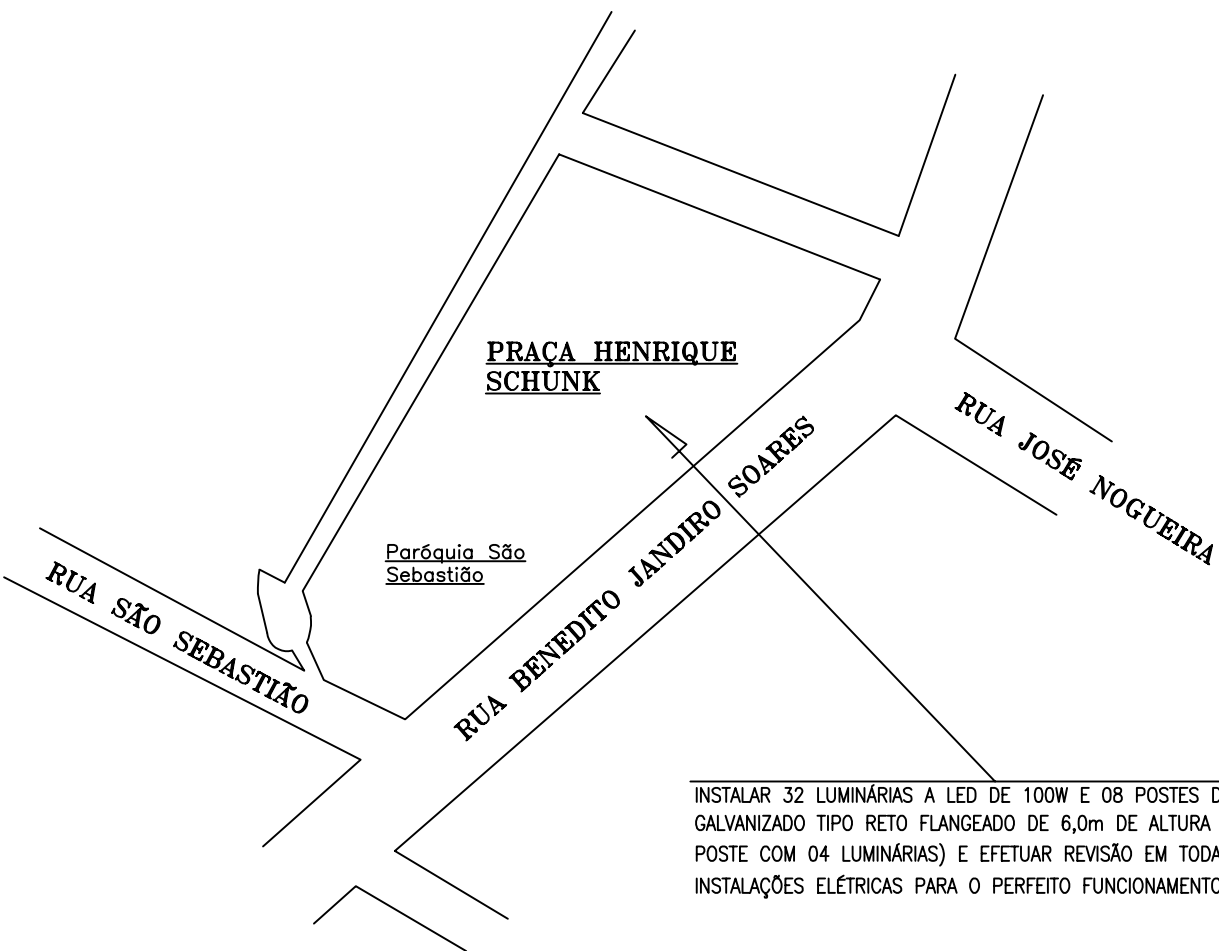 PRAÇA HENRIQUE
SCHUNK
RUA JOSÉ NOGUEIRA
RUA BENEDITO JANDIRO SOARES
Paróquia São
Sebastião
RUA SÃO SEBASTIÃO
INSTALAR 32 LUMINÁRIAS A LED DE 100W E 08 POSTES D
GALVANIZADO TIPO RETO FLANGEADO DE 6,0m DE ALTURA
POSTE COM 04 LUMINÁRIAS) E EFETUAR REVISÃO EM TODA
INSTALAÇÕES ELÉTRICAS PARA O PERFEITO FUNCIONAMENTO